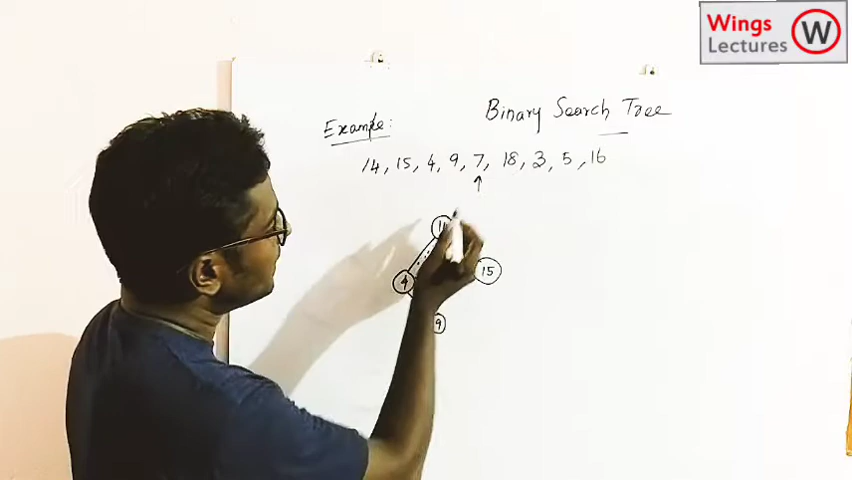 Wings
Lectures
W
Binary Search Tree
Example:
14, 15, 4, 9, 7, 18, 3, 5, 16
4
15
9